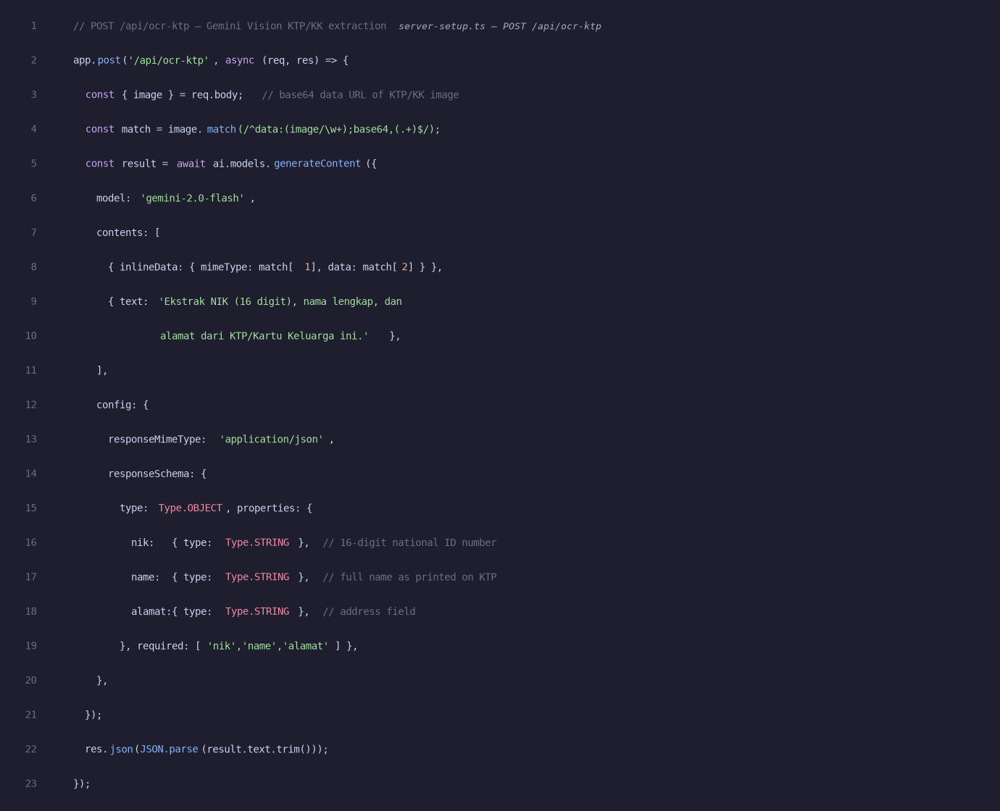 1 // POST /api/ocr-ktp — Gemini Vision KTP/KK extraction server-setup.ts — POST /api/ocr-ktp
2 app.post('/api/ocr-ktp' , async (req, res) => {
3 const { image } = req.body; // base64 data URL of KTP/KK image
4 const match = image. match(/^data:(image/\w+);base64,(.+)$/);
5 const result = await ai.models. generateContent ({
6 model: 'gemini-2.0-flash' ,
7 contents: [
8 { inlineData: { mimeType: match[ 1], data: match[ 2] } },
9 { text: 'Ekstrak NIK (16 digit), nama lengkap, dan
10 alamat dari KTP/Kartu Keluarga ini.' },
11 ],
12 config: {
13 responseMimeType: 'application/json' ,
14 responseSchema: {
15 type: Type.OBJECT , properties: {
16 nik: { type: Type.STRING }, // 16-digit national ID number
17 name: { type: Type.STRING }, // full name as printed on KTP
18 alamat:{ type: Type.STRING }, // address field
19 }, required: [ 'nik','name','alamat' ] },
20 },
21 });
22 res. json(JSON.parse (result.text.trim()));
23 });